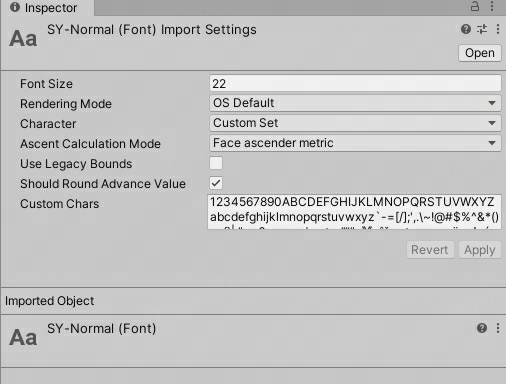 Inspector
Aa SY-Normal (Font) Import Settings
Open
Font Size 22
Rendering Mode OS Default
Character Custom Set
Ascent Calculation Mode Face ascender metric
Use Legacy Bounds
Should Round Advance Value
Custom Chars 1234567890ABCDEFGHIJKLMNOPQRSTUVWXYZ
abcdefghijklmnopqrstuvwxyz`-=[/];',.\~!@#$%^&*()
Revert Apply
Imported Object
Aa SY-Normal (Font)